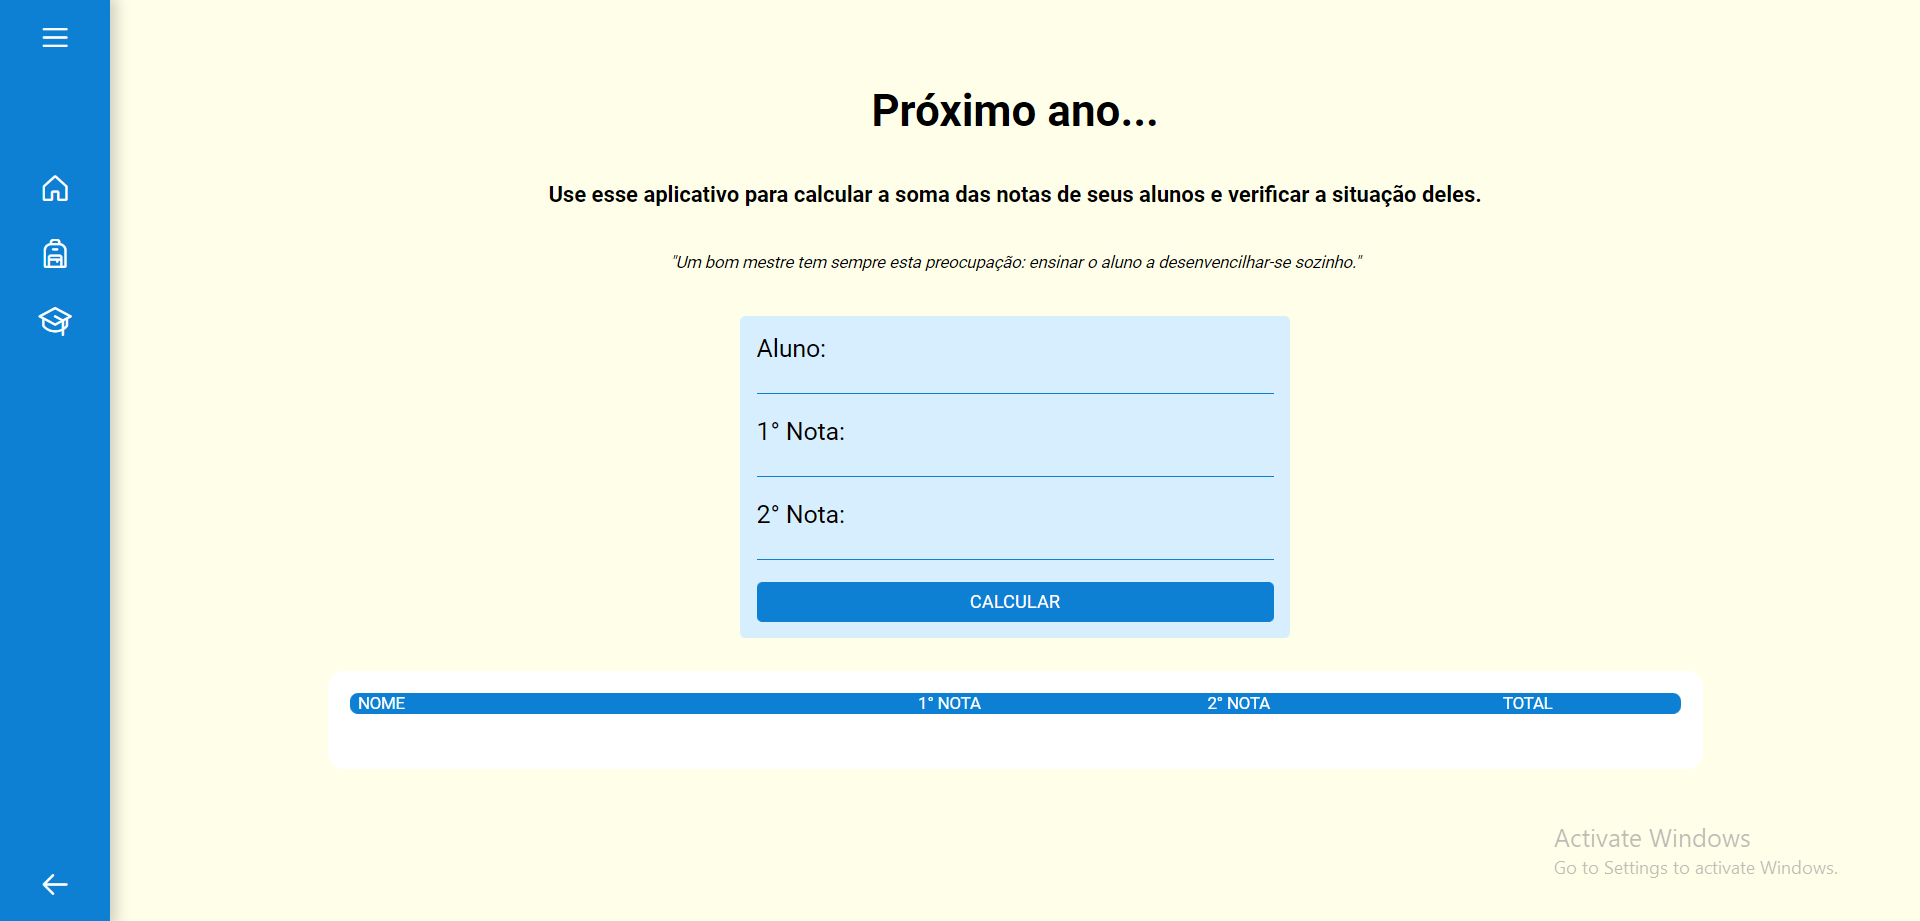 Próximo ano...
Use esse aplicativo para calcular a soma das notas de seus alunos e verificar a situação deles.
"Um bom mestre tem sempre esta preocupação: ensinar o aluno a desenvencilhar-se sozinho."
Aluno:
1° Nota:
2° Nota:
CALCULAR
NOME 1° NOTA 2° NOTA TOTAL
Activate Windows
Go to Settings to activate Windows.